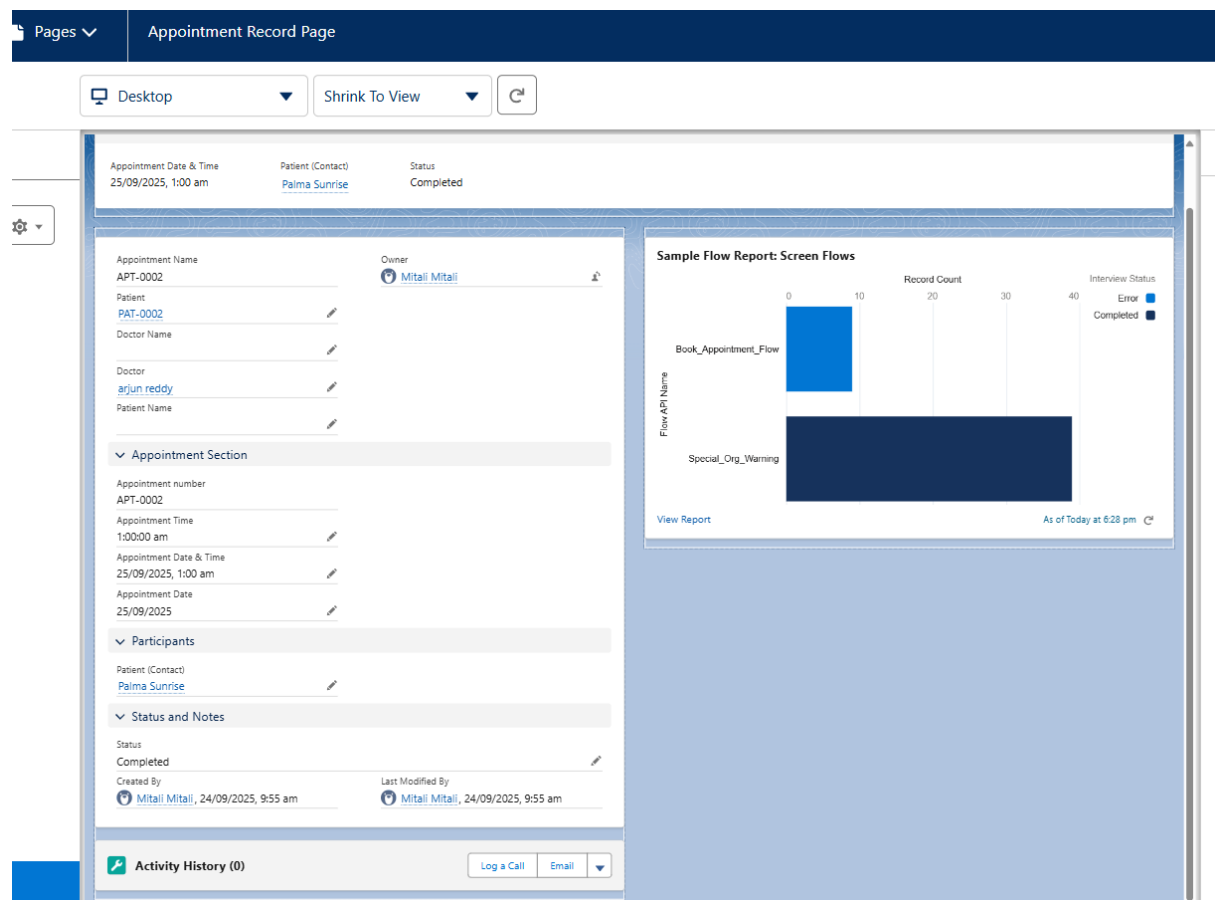 Pages
Appointment Record Page
Desktop
Shrink To View
Appointment Date & Time
Patient (Contact)
Status
25/09/2025, 1:00 am
Palma Sunrise
Completed
Appointment Name
APT-0002
Owner
Mitali Mitali
Patient
PAT-0002
Doctor Name
Doctor
arjun reddy
Patient Name
Appointment Section
Appointment number
APT-0002
Appointment Time
1:00:00 am
Appointment Date & Time
25/09/2025, 1:00 am
Appointment Date
25/09/2025
Participants
Patient (Contact)
Palma Sunrise
Status and Notes
Status
Completed
Created By
Mitali Mitali, 24/09/2025, 9:55 am
Last Modified By
Mitali Mitali, 24/09/2025, 9:55 am
Activity History (0)
Log a Call
Email
Sample Flow Report: Screen Flows
Record Count
Interview Status
0 10 20 30 40
Error
Completed
Flow API Name
Book_Appointment_Flow
Special_Org_Warning
View Report
As of Today at 6:28 pm